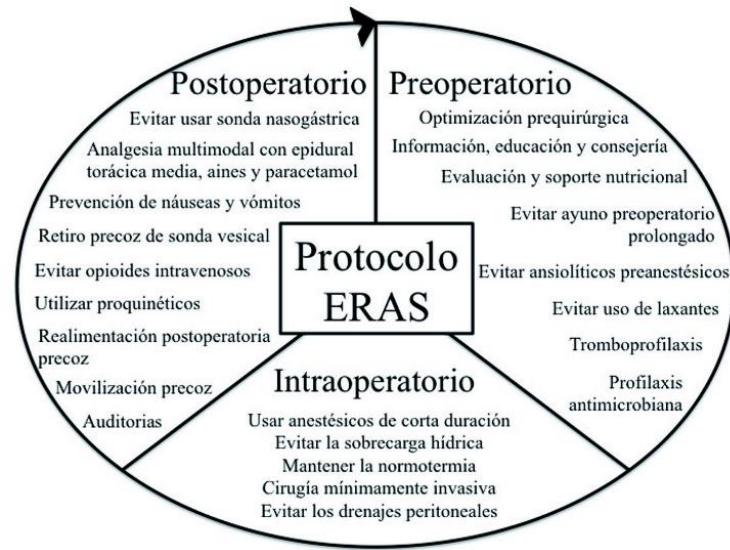 Postoperatorio
Evitar usar sonda nasogástrica
Analgesia multimodal con epidural
torácica media, aines y paracetamol
Prevención de náuseas y vómitos
Retiro precoz de sonda vesical
Evitar opioides intravenosos
Utilizar proquinéticos
Realimentación postoperatoria
precoz
Movilización precoz
Auditorias
Preoperatorio
Optimización prequirúrgica
Información, educación y consejería
Evaluación y soporte nutricional
Evitar ayuno preoperatorio
prolongado
Evitar ansiolíticos preanestésicos
Evitar uso de laxantes
Tromboprofilaxis
Profilaxis
antimicrobiana
Protocolo
ERAS
Intraoperatorio
Usar anestésicos de corta duración
Evitar la sobrecarga hídrica
Mantener la normotermia
Cirugía mínimamente invasiva
Evitar los drenajes peritoneales